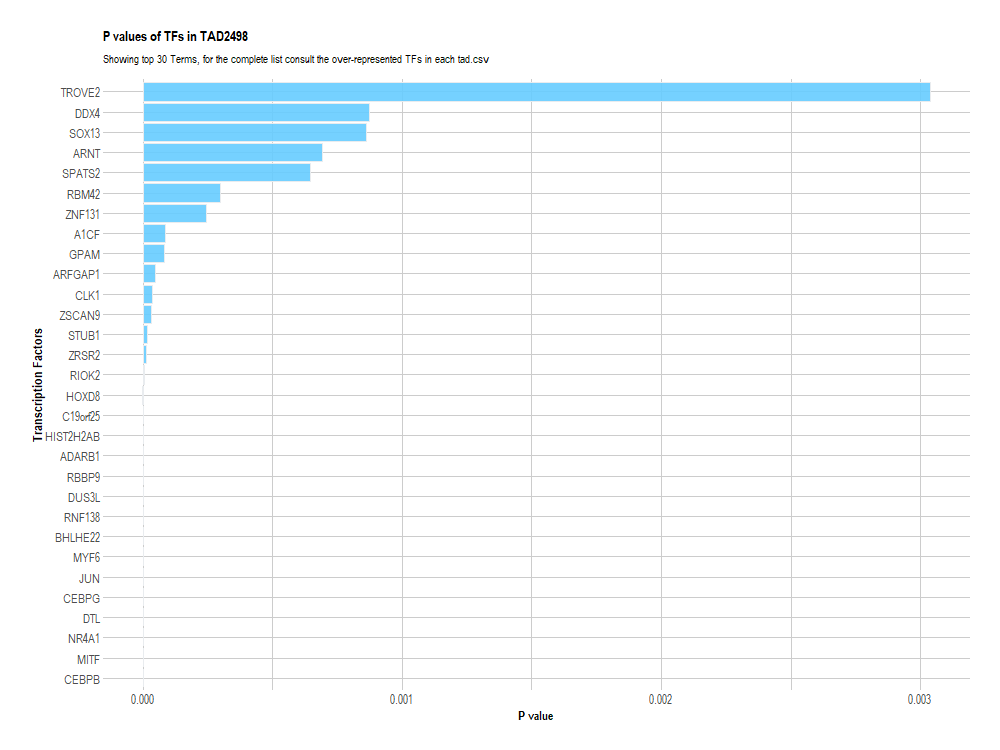 P values of TFs in TAD2498
Showing top 30 Terms, for the complete list consult the over-represented TFs in each tad.csv
Transcription Factors
TROVE2
DDX4
SOX13
ARNT
SPATS2
RBM42
ZNF131
A1CF
GPAM
ARFGAP1
CLK1
ZSCAN9
STUB1
ZRSR2
RIOK2
HOXD8
C19orf25
HIST2H2AB
ADARB1
RBBP9
DUS3L
RNF138
BHLHE22
MYF6
JUN
CEBPG
DTL
NR4A1
MITF
CEBPB
0.000 0.001 0.002 0.003
P value